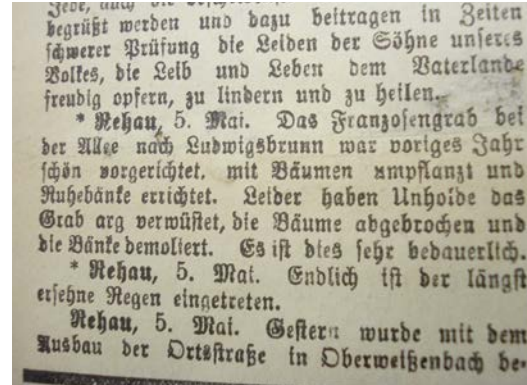 Jede, auch die
begrüßt werden und dazu beitragen in Zeiten
schwerer Prüfung die Leiden der Söhne unseres
Volkes, die Leib und Leben dem Vaterlande
freudig opfern, zu lindern und zu heilen.
* Rehau, 5. Mai. Das Franzosengrab bei
der Allee nach Ludwigsbrunn war voriges Jahr
schön vorgerichtet, mit Bäumen umpflanzt und
Ruhebänke errichtet. Leider haben Unholde das
Grab arg verwüstet, die Bäume abgebrochen und
die Bänke demoliert. Es ist dies sehr bedauerlich.
* Rehau, 5. Mai. Endlich ist der längst
ersehne Regen eingetreten.
Rehau, 5. Mai. Gestern wurde mit dem
Ausbau der Ortsstraße in Oberweißenbach be-